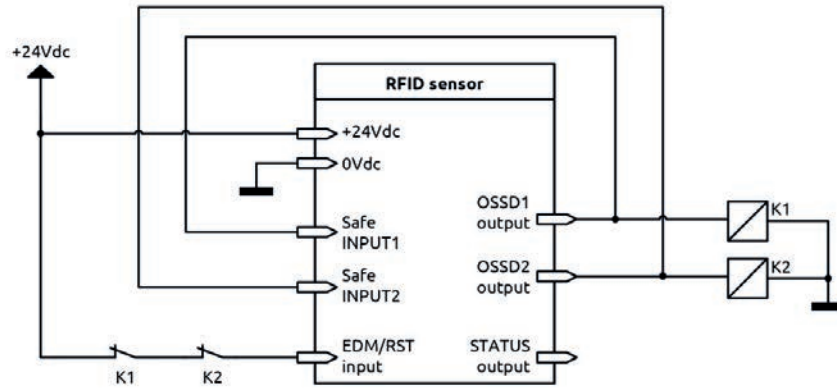 +24Vdc
RFID sensor
+24Vdc
0Vdc
Safe
INPUT1
Safe
INPUT2
EDM/RST
input
OSSD1
output
OSSD2
output
STATUS
output
K1
K2
K1
K2